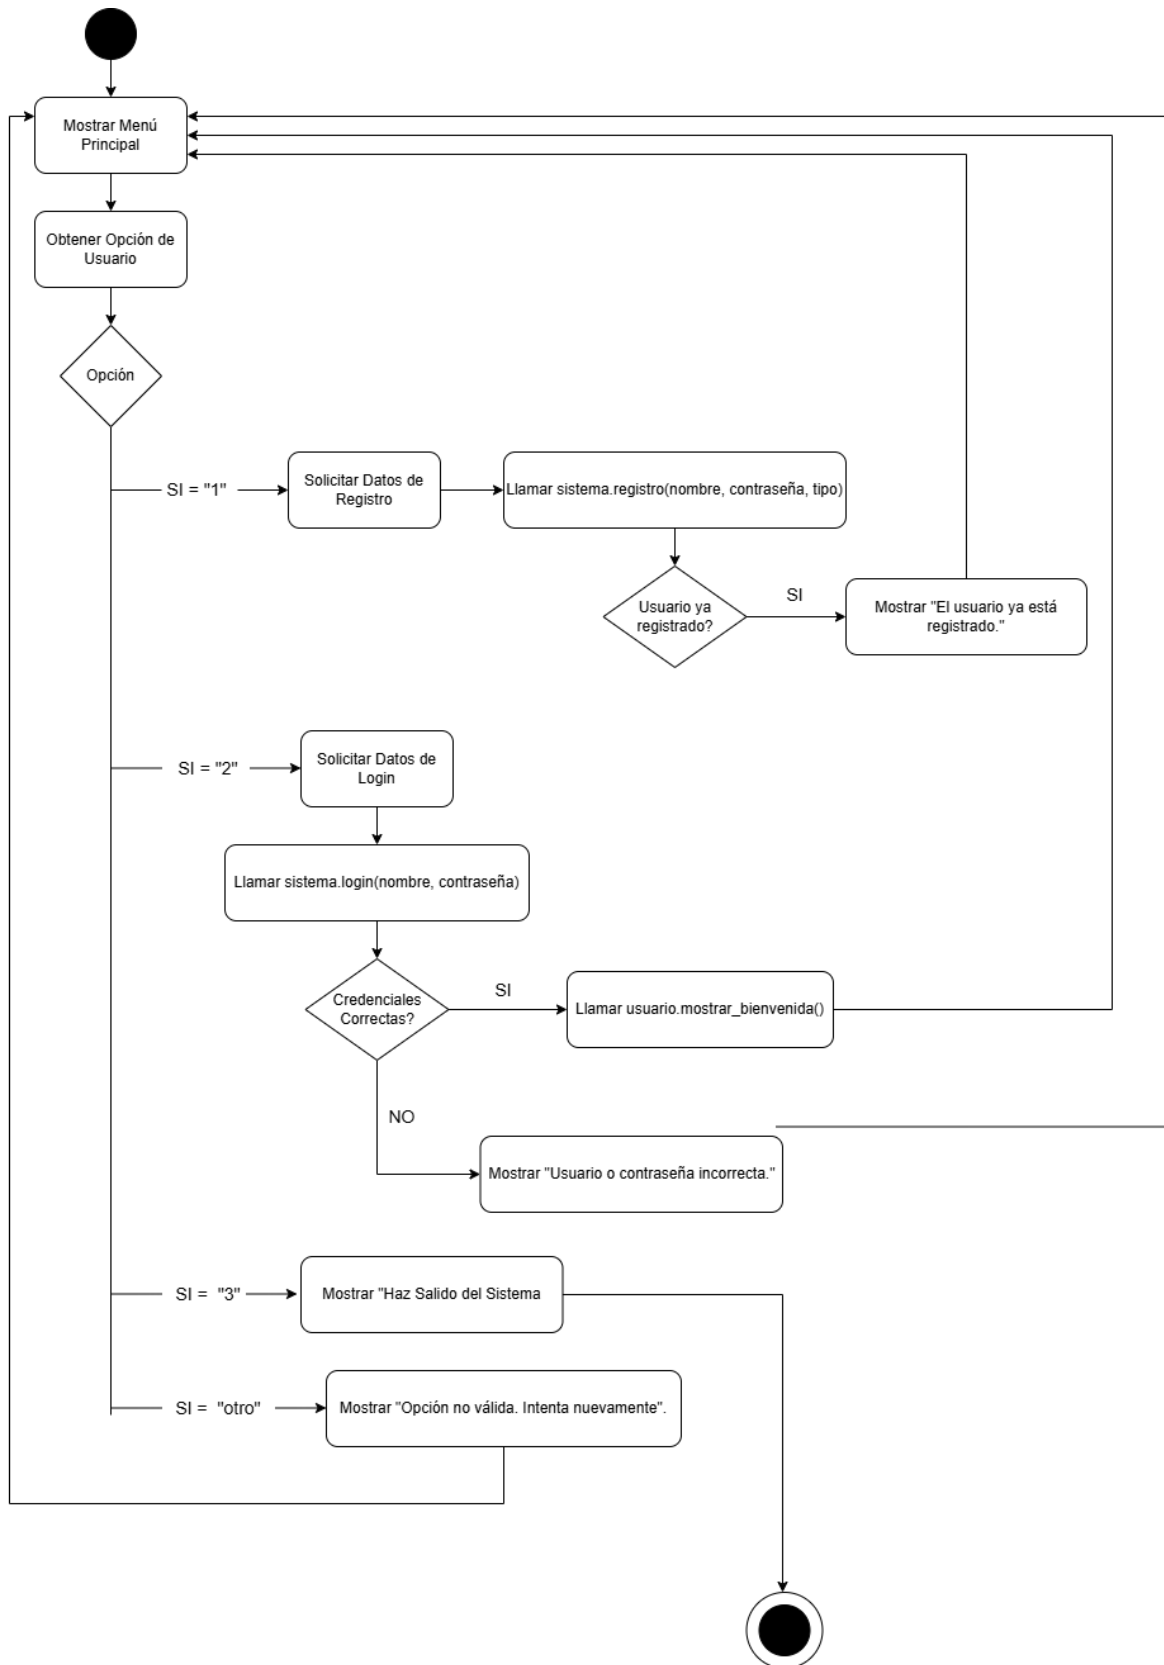 Mostrar Menú
Principal
Obtener Opción de
Usuario
Opción
SI = "1"
Solicitar Datos de
Registro
Llamar sistema.registro(nombre, contraseña, tipo)
Usuario ya
registrado?
SI
Mostrar "El usuario ya está
registrado."
SI = "2"
Solicitar Datos de
Login
Llamar sistema.login(nombre, contraseña)
Credenciales
Correctas?
SI
Llamar usuario.mostrar_bienvenida()
NO
Mostrar "Usuario o contraseña incorrecta."
SI = "3"
Mostrar "Haz Salido del Sistema
SI = "otro"
Mostrar "Opción no válida. Intenta nuevamente".